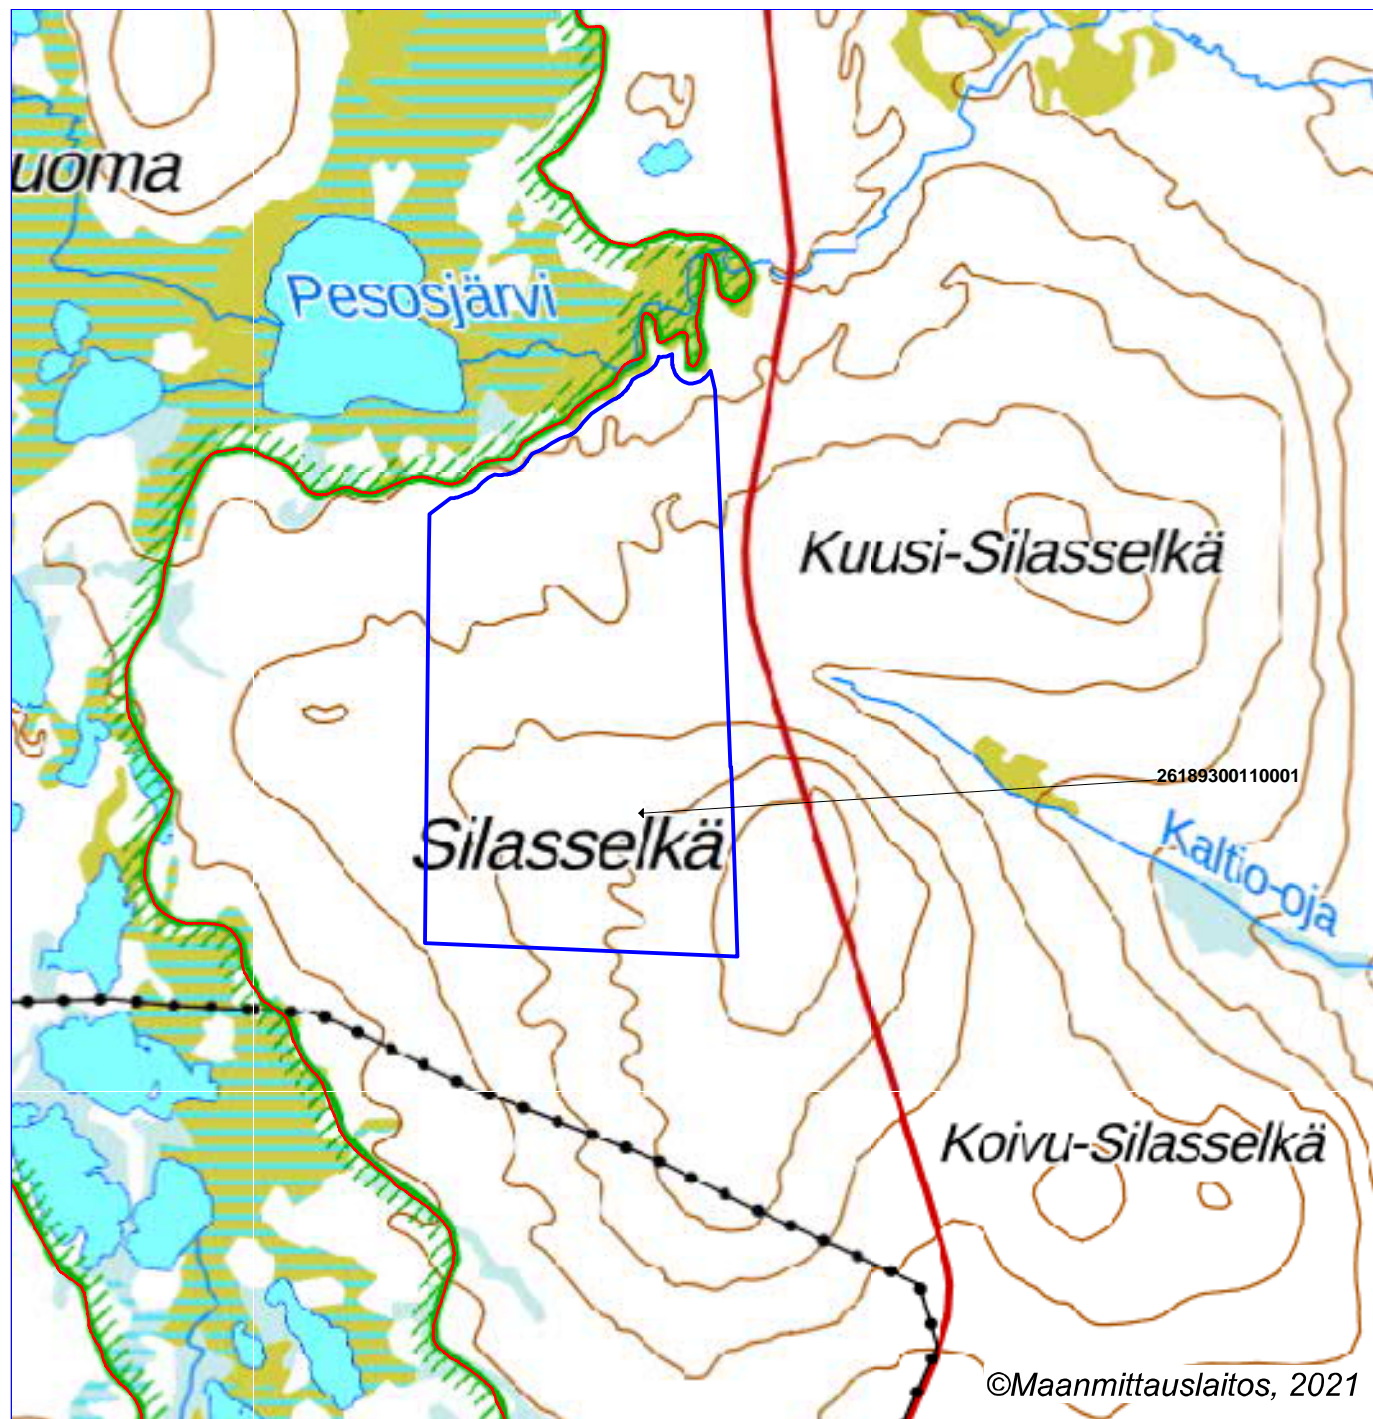 uoma
Pesosjärvi
Kuusi-Silasselkä
26189300110001
Silasselkä
Kaltio-oja
Koivu-Silasselkä
©Maanmittauslaitos, 2021